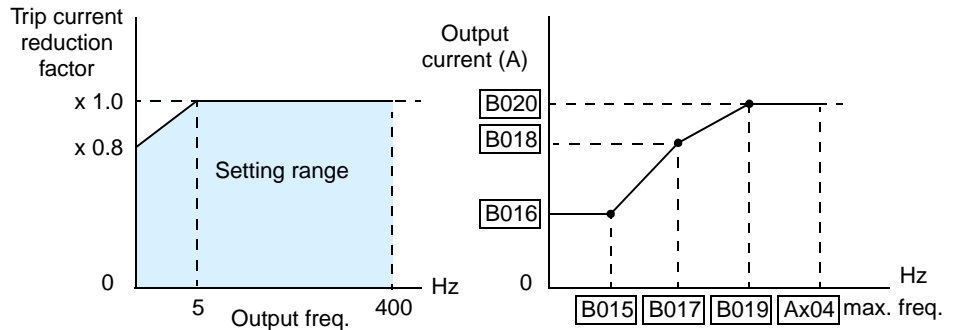 Trip current
reduction
factor
x 1.0
x 0.8
Setting range
0
5
400
Hz
Output freq.
Output
current (A)
B020
B018
B016
0
Hz
B015 B017 B019 Ax04 max. freq.